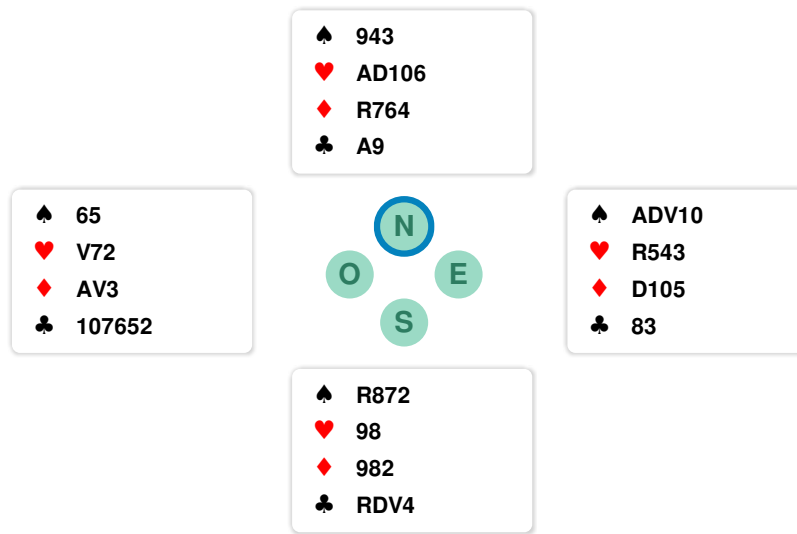 ♠ 943
♥ AD106
♦ R764
♣ A9
♠ 65
♥ V72
♦ AV3
♣ 107652
N
O
E
S
♠ ADV10
♥ R543
♦ D105
♣ 83
♠ R872
♥ 98
♦ 982
♣ RDV4